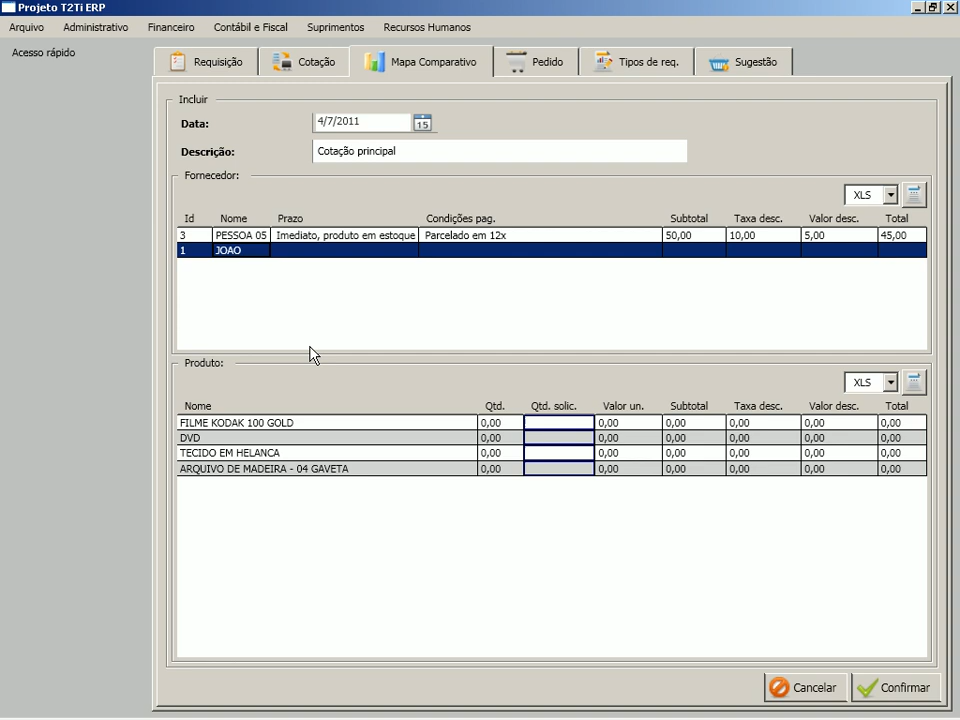 Projeto T2Ti ERP
Arquivo Administrativo Financeiro Contábil e Fiscal Suprimentos Recursos Humanos
Acesso rápido
Requisição Cotação Mapa Comparativo Pedido Tipos de req. Sugestão
Incluir
Data: 4/7/2011 15
Descrição: Cotação principal
Fornecedor:
XLS
Id Nome Prazo Condições pag. Subtotal Taxa desc. Valor desc. Total
3 PESSOA 05 Imediato, produto em estoque Parcelado em 12x 50,00 10,00 5,00 45,00
1 JOAO
Produto:
XLS
Nome Qtd. Qtd. solic. Valor un. Subtotal Taxa desc. Valor desc. Total
FILME KODAK 100 GOLD 0,00 0,00 0,00 0,00 0,00 0,00
DVD 0,00 0,00 0,00 0,00 0,00 0,00
TECIDO EM HELANCA 0,00 0,00 0,00 0,00 0,00 0,00
ARQUIVO DE MADEIRA - 04 GAVETA 0,00 0,00 0,00 0,00 0,00 0,00
Cancelar Confirmar